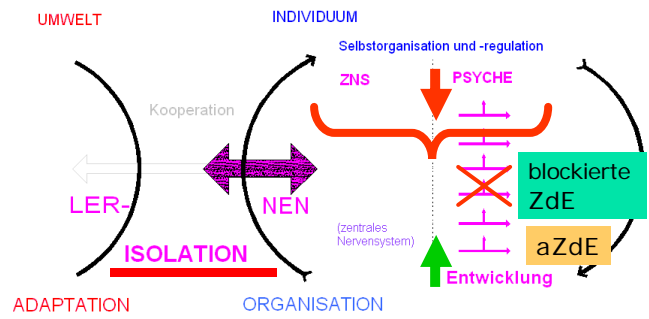 UMWELT
INDIVIDUUM
Selbstorganisation und -regulation
ZNS
PSYCHE
Kooperation
blockierte
ZdE
LER-
NEN
(zentrales
Nervensystem)
aZdE
ISOLATION
Entwicklung
ADAPTATION
ORGANISATION